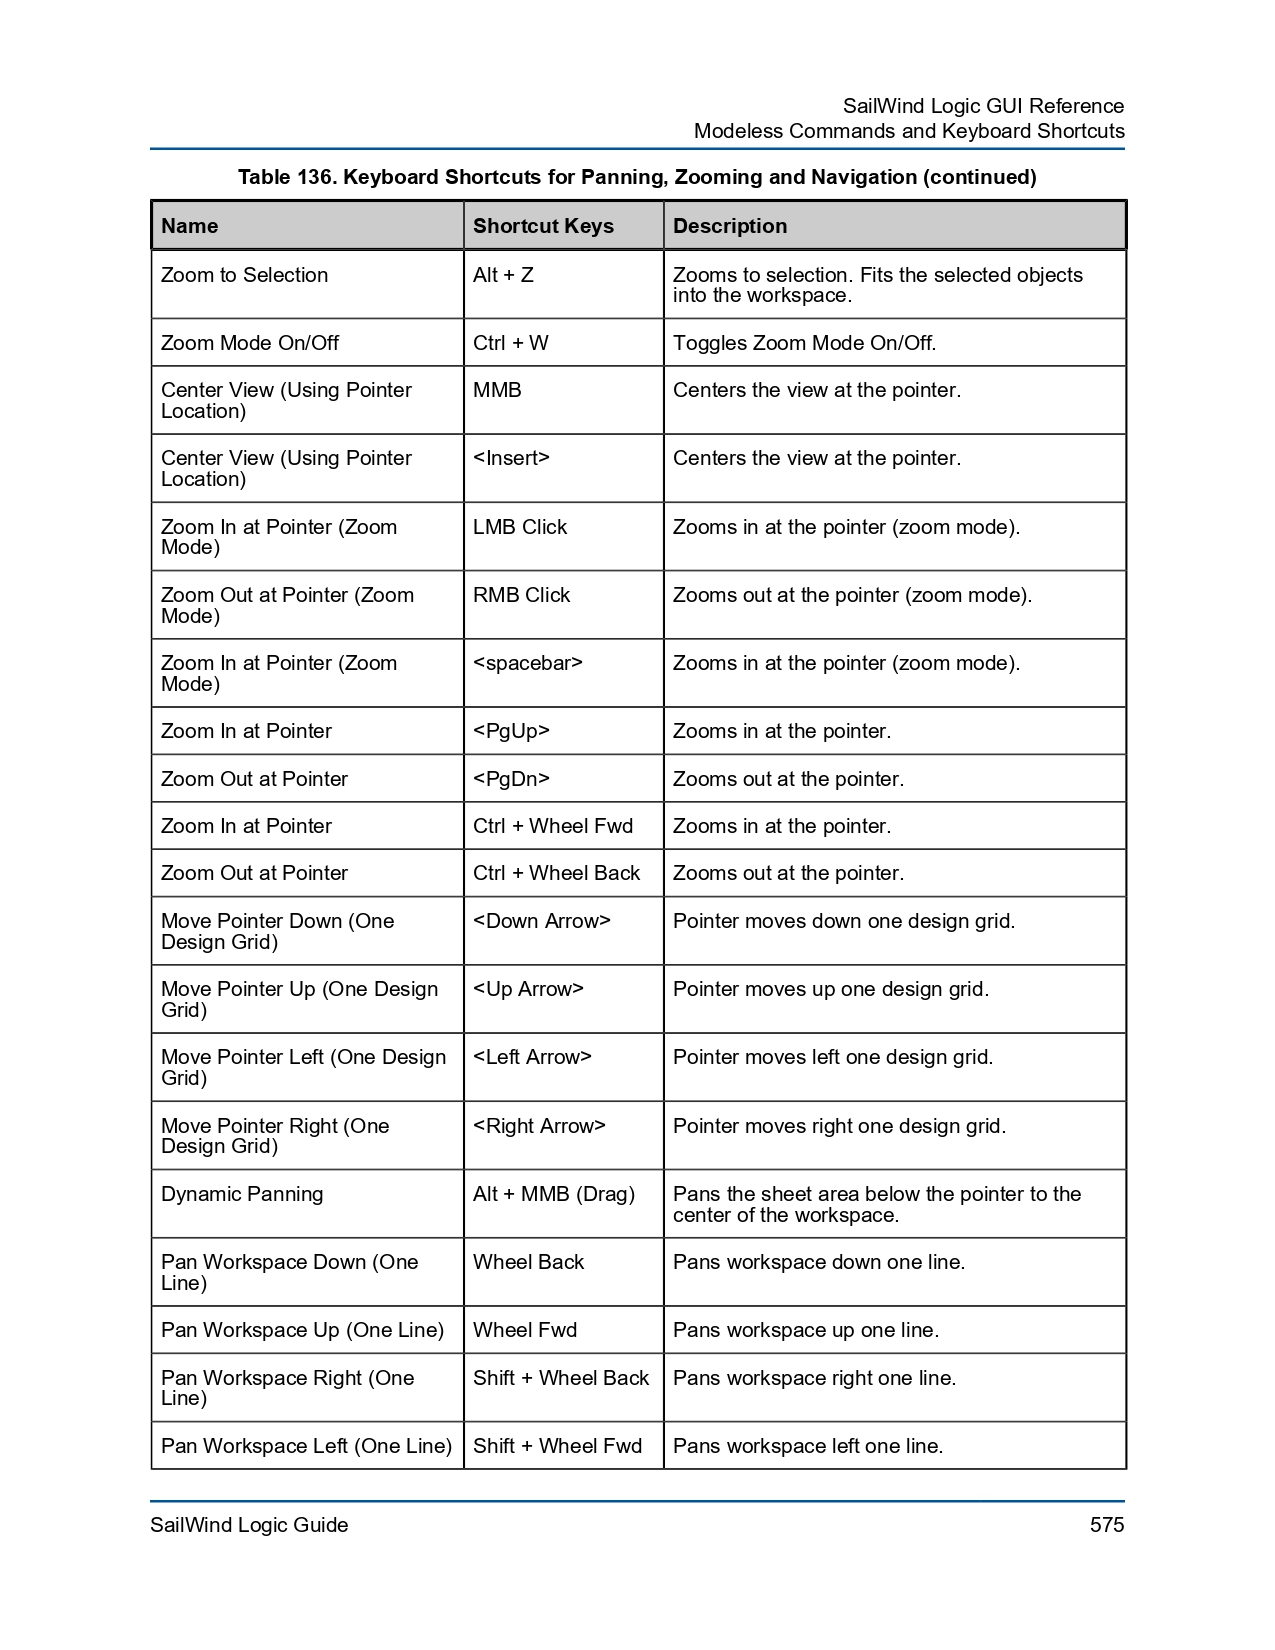 SailWind Logic GUI Reference
Modeless Commands and Keyboard Shortcuts
Table 136. Keyboard Shortcuts for Panning, Zooming and Navigation (continued)
Name Shortcut Keys Description
Zoom to Selection Alt + Z Zooms to selection. Fits the selected objects
into the workspace.
Zoom Mode On/Off Ctrl + W Toggles Zoom Mode On/Off.
Center View (Using Pointer MMB Centers the view at the pointer.
Location)
Center View (Using Pointer <Insert> Centers the view at the pointer.
Location)
Zoom In at Pointer (Zoom LMB Click Zooms in at the pointer (zoom mode).
Mode)
Zoom Out at Pointer (Zoom RMB Click Zooms out at the pointer (zoom mode).
Mode)
Zoom In at Pointer (Zoom <spacebar> Zooms in at the pointer (zoom mode).
Mode)
Zoom In at Pointer <PgUp> Zooms in at the pointer.
Zoom Out at Pointer <PgDn> Zooms out at the pointer.
Zoom In at Pointer Ctrl + Wheel Fwd Zooms in at the pointer.
Zoom Out at Pointer Ctrl + Wheel Back Zooms out at the pointer.
Move Pointer Down (One <Down Arrow> Pointer moves down one design grid.
Design Grid)
Move Pointer Up (One Design <Up Arrow> Pointer moves up one design grid.
Grid)
Move Pointer Left (One Design <Left Arrow> Pointer moves left one design grid.
Grid)
Move Pointer Right (One <Right Arrow> Pointer moves right one design grid.
Design Grid)
Dynamic Panning Alt + MMB (Drag) Pans the sheet area below the pointer to the
center of the workspace.
Pan Workspace Down (One Wheel Back Pans workspace down one line.
Line)
Pan Workspace Up (One Line) Wheel Fwd Pans workspace up one line.
Pan Workspace Right (One Shift + Wheel Back Pans workspace right one line.
Line)
Pan Workspace Left (One Line) Shift + Wheel Fwd Pans workspace left one line.
SailWind Logic Guide 575